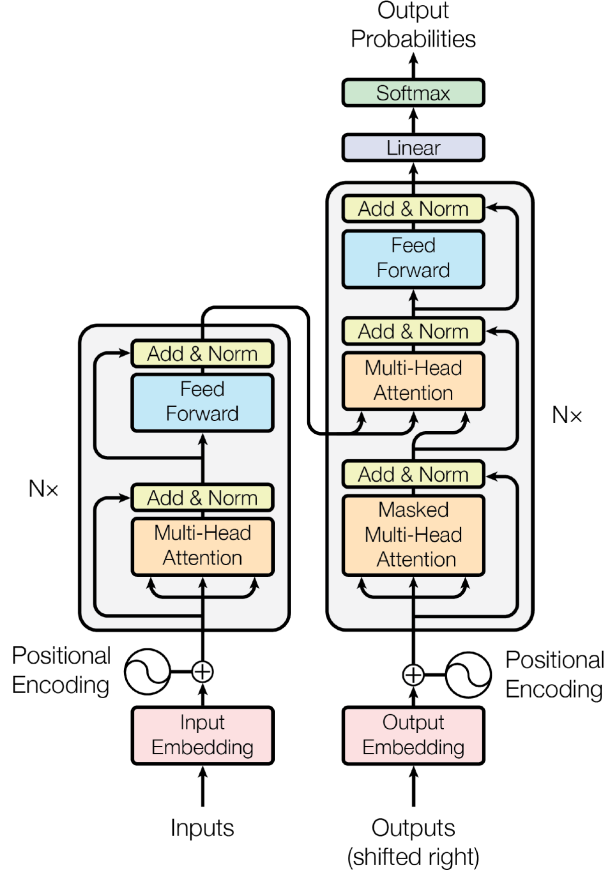 Output
Probabilities
Softmax
Linear
Add & Norm
Feed
Forward
Add & Norm
Multi-Head
Attention
Add & Norm
Masked
Multi-Head
Attention
N×
Add & Norm
Feed
Forward
Add & Norm
Multi-Head
Attention
N×
Positional
Encoding
Input
Embedding
Inputs
Positional
Encoding
Output
Embedding
Outputs
(shifted right)